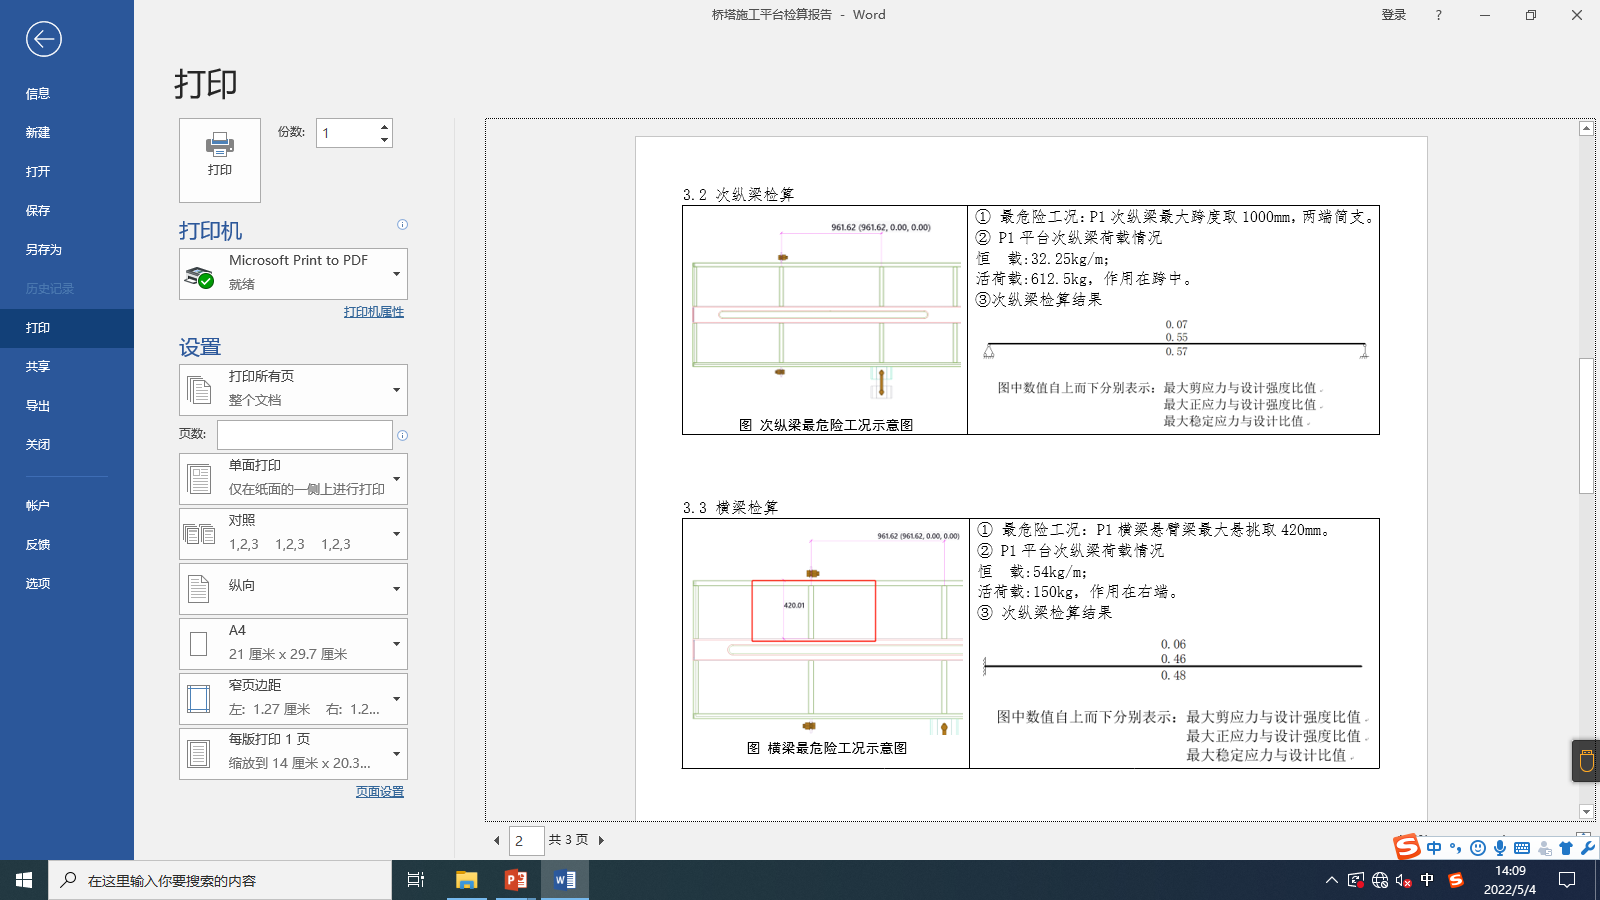 桥塔施工平台检算报告 - Word
登录
?
打印
信息
新建
打开
保存
另存为
历史记录
打印
共享
导出
关闭
帐户
反馈
选项
打印
份数:
1
打印机
Microsoft Print to PDF
就绪
打印机属性
设置
打印所有页
整个文档
页数:
单面打印
仅在纸面的一侧上进行打印
对照
1,2,3 1,2,3 1,2,3
纵向
A4
21 厘米 x 29.7 厘米
窄页边距
左: 1.27 厘米 右: 1.2...
每版打印 1 页
缩放到 14 厘米 x 20.3...
页面设置
3.2 次纵梁检算
961.62 (961.62, 0.00, 0.00)
图 次纵梁最危险工况示意图
① 最危险工况:P1 次纵梁最大跨度取 1000mm,两端简支。
② P1 平台次纵梁荷载情况
恒 载:32.25kg/m;
活荷载:612.5kg, 作用在跨中。
③次纵梁检算结果
0.07
0.55
0.57
图中数值自上而下分别表示: 最大剪应力与设计强度比值
最大正应力与设计强度比值
最大稳定应力与设计比值
3.3 横梁检算
961.62 (961.62, 0.00, 0.00)
420.01
图 横梁最危险工况示意图
① 最危险工况: P1 横梁悬臂梁最大悬挑取 420mm。
② P1 平台次纵梁荷载情况
恒 载:54kg/m;
活荷载:150kg, 作用在右端。
③ 次纵梁检算结果
0.06
0.46
0.48
图中数值自上而下分别表示: 最大剪应力与设计强度比值
最大正应力与设计强度比值
最大稳定应力与设计比值
2
共 3 页
中
在这里输入你要搜索的内容
中
14:09
2022/5/4